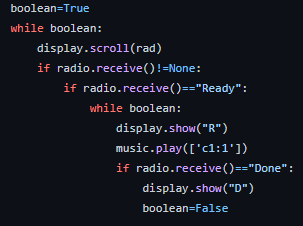 boolean=True
while boolean:
    display.scroll(rad)
    if radio.receive()!=None:
        if radio.receive()=="Ready":
            while boolean:
                display.show("R")
                music.play(['c1:1'])
                if radio.receive()=="Done":
                    display.show("D")
                    boolean=False